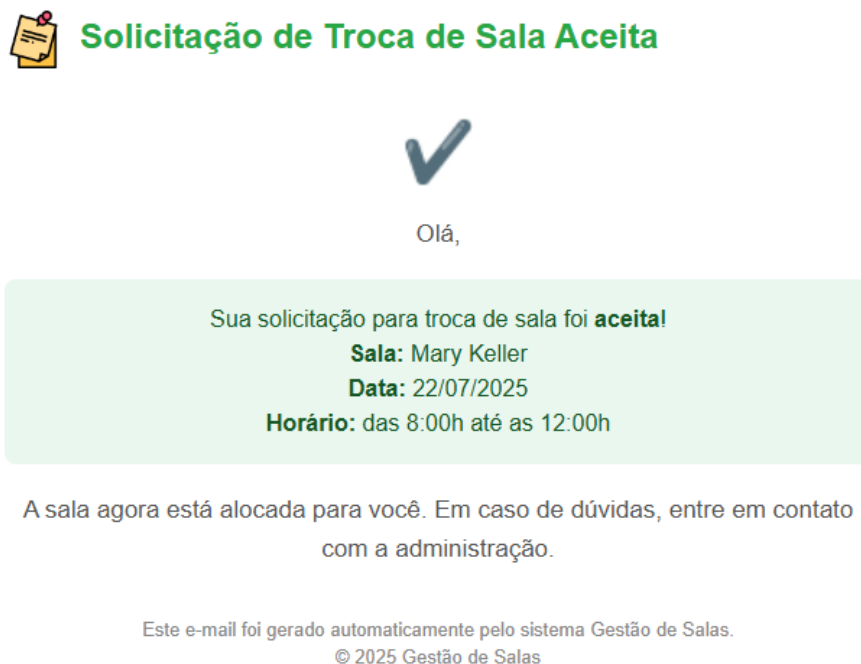 Solicitação de Troca de Sala Aceita
Olá,
Sua solicitação para troca de sala foi aceita!
Sala: Mary Keller
Data: 22/07/2025
Horário: das 8:00h até as 12:00h
A sala agora está alocada para você. Em caso de dúvidas, entre em contato
com a administração.
Este e-mail foi gerado automaticamente pelo sistema Gestão de Salas.
© 2025 Gestão de Salas